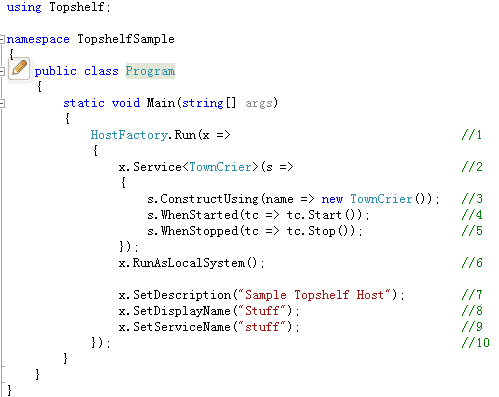 using Topshelf;
namespace TopshelfSample
{
public class Program
{
static void Main(string[] args)
{
HostFactory.Run(x => //1
{
x.Service<TownCrier>(s => //2
{
s.ConstructUsing(name => new TownCrier()); //3
s.WhenStarted(tc => tc.Start()); //4
s.WhenStopped(tc => tc.Stop()); //5
});
x.RunAsLocalSystem(); //6
x.SetDescription("Sample Topshelf Host"); //7
x.SetDisplayName("Stuff"); //8
x.SetServiceName("stuff"); //9
}); //10
}
}
}